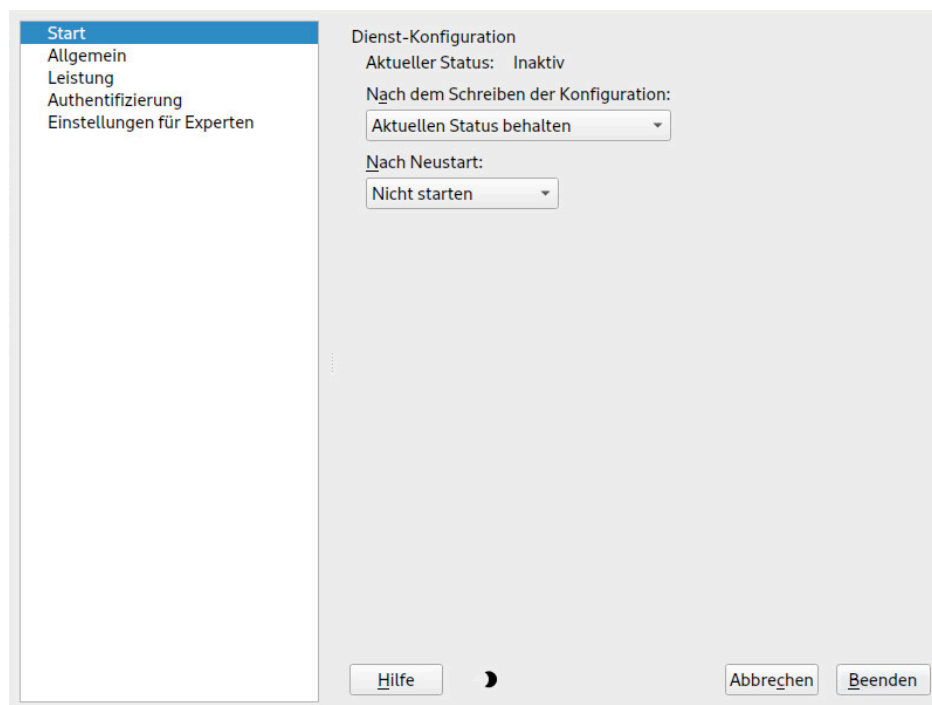 Start
Allgemein
Leistung
Authentifizierung
Einstellungen für Experten
Dienst-Konfiguration
Aktueller Status: Inaktiv
Nach dem Schreiben der Konfiguration:
Aktuellen Status behalten
Nach Neustart:
Nicht starten
Hilfe
Abbrechen
Beenden